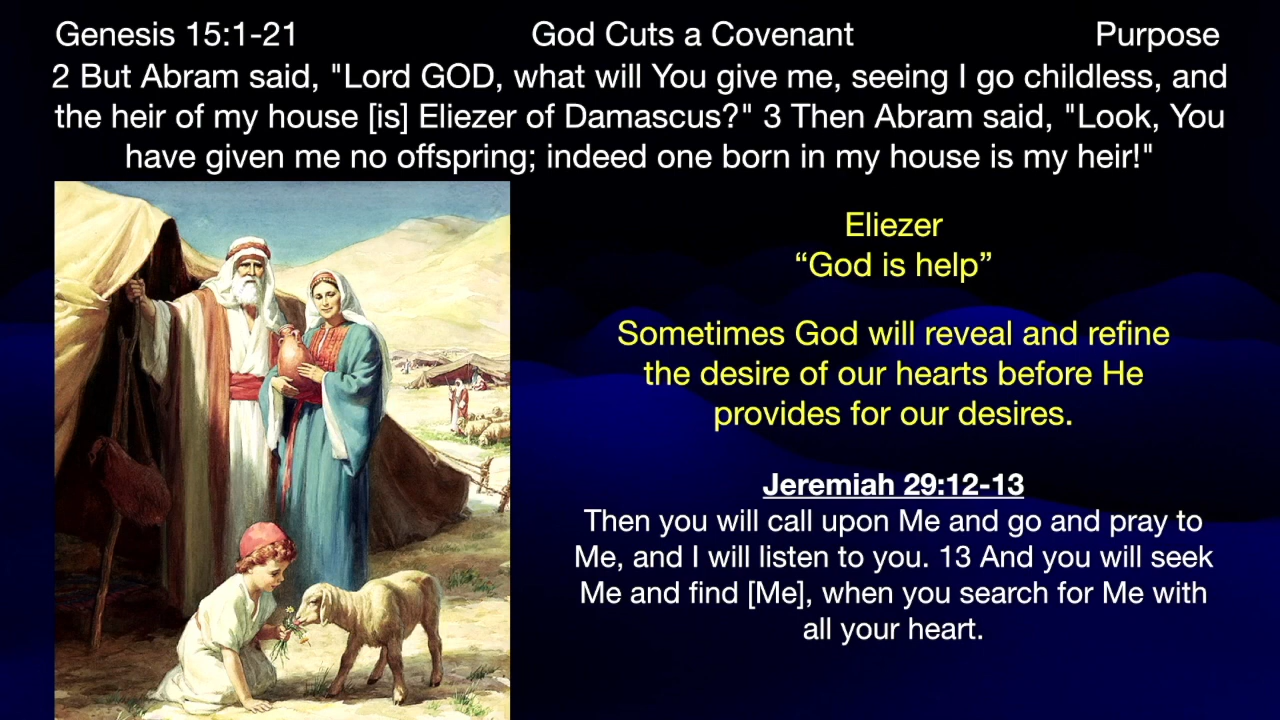 Genesis 15:1-21 God Cuts a Covenant Purpose
2 But Abram said, "Lord GOD, what will You give me, seeing I go childless, and
the heir of my house [is] Eliezer of Damascus?" 3 Then Abram said, "Look, You
have given me no offspring; indeed one born in my house is my heir!"
Eliezer
“God is help”
Sometimes God will reveal and refine
the desire of our hearts before He
provides for our desires.
Jeremiah 29:12-13
Then you will call upon Me and go and pray to
Me, and I will listen to you. 13 And you will seek
Me and find [Me], when you search for Me with
all your heart.